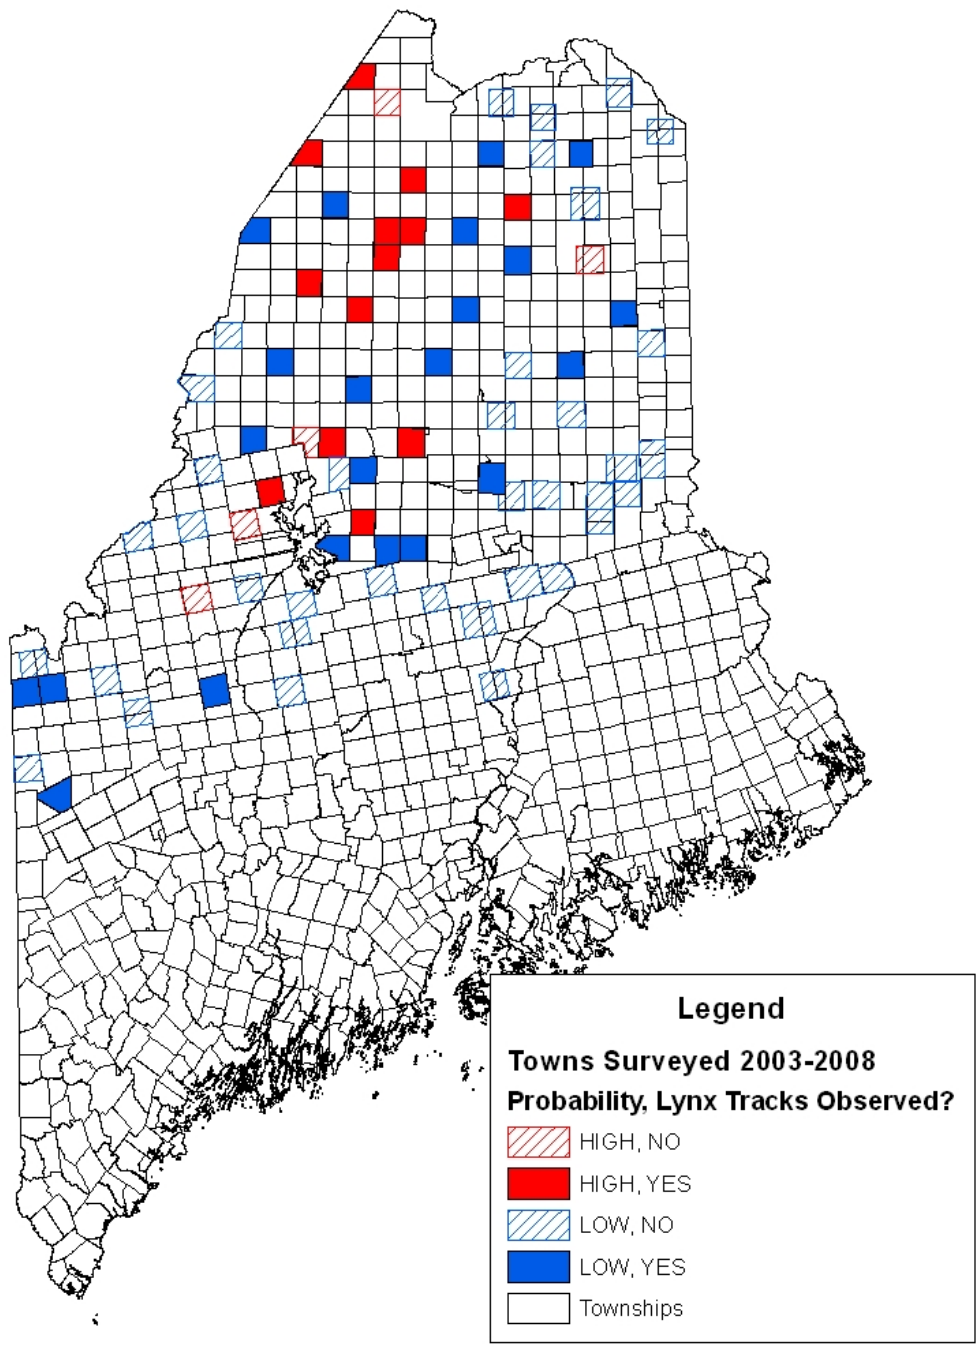 Legend
Towns Surveyed 2003-2008
Probability, Lynx Tracks Observed?
HIGH, NO
HIGH, YES
LOW, NO
LOW, YES
Townships